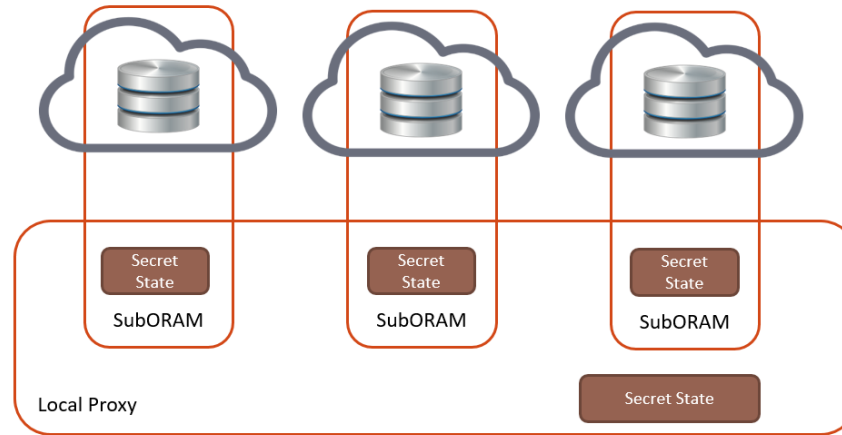 Secret
State
Secret
State
Secret
State
SubORAM
SubORAM
SubORAM
Local Proxy
Secret State